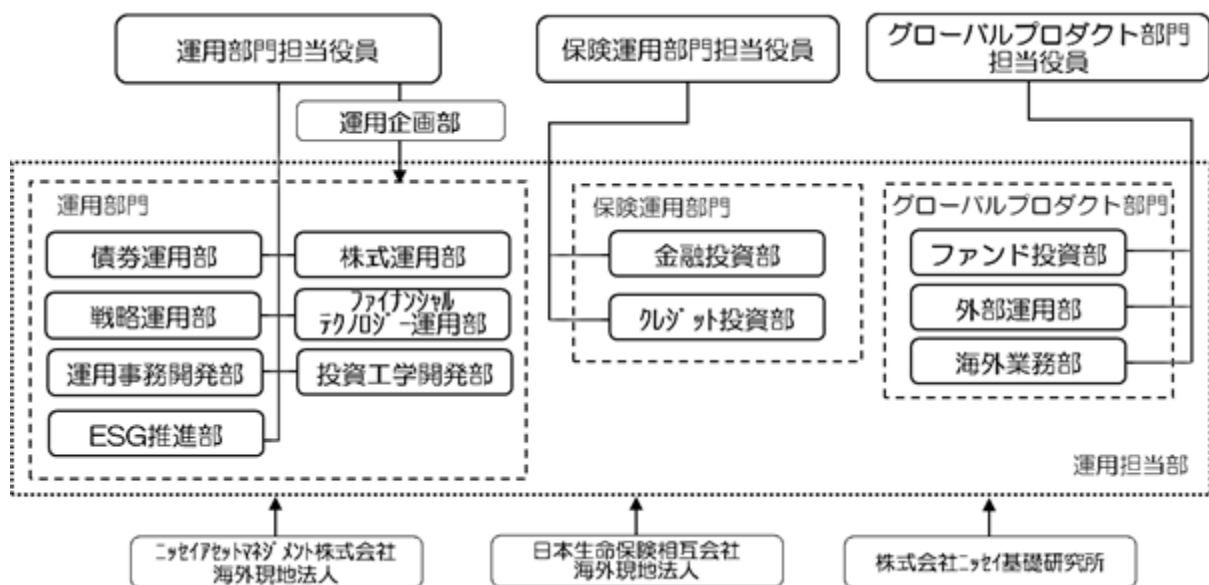 運用部門担当役員
保険運用部門担当役員
グローバルプロダクト部門
担当役員
運用企画部
運用部門
債券運用部
株式運用部
戦略運用部
ファイナンシャル
テクノロジー運用部
運用事務開発部
投資工学開発部
ESG推進部
保険運用部門
金融投資部
クレジット投資部
グローバルプロダクト部門
ファンド投資部
外部運用部
海外業務部
運用担当部
ニッセイアセットマネジメント株式会社
海外現地法人
日本生命保険相互会社
海外現地法人
株式会社ニッセイ基礎研究所